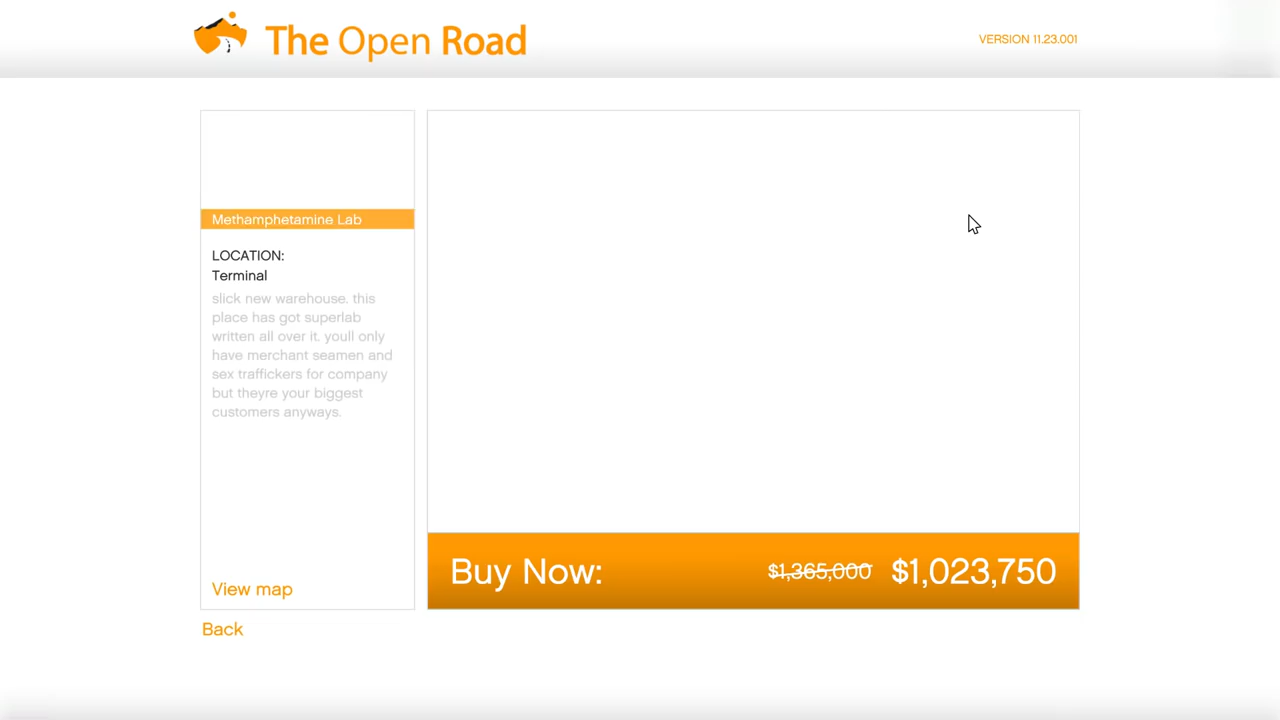 The Open Road
VERSION 11.23.001
Methamphetamine Lab
LOCATION:
Terminal
slick new warehouse. this
place has got superlab
written all over it. youll only
have merchant seamen and
sex traffickers for company
but theyre your biggest
customers anyways.
View map
Buy Now: $1,365,000 $1,023,750
Back